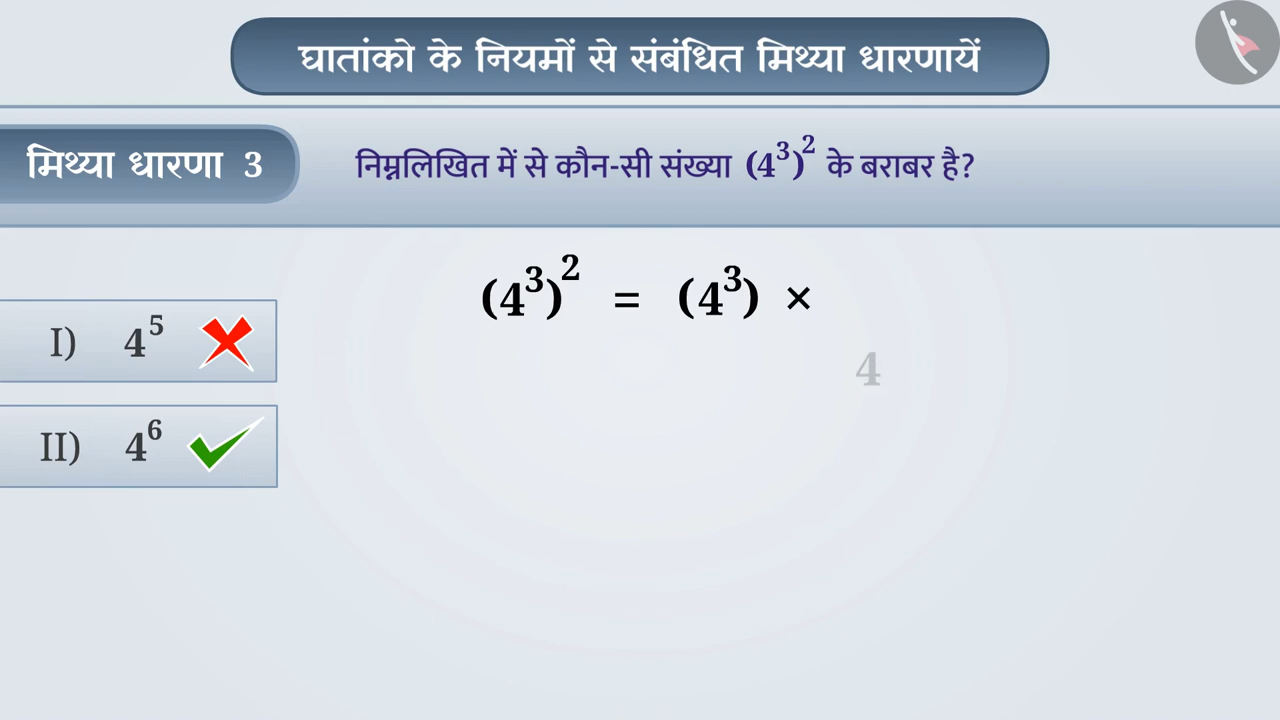 घातांको के नियमों से संबंधित मिथ्या धारणायें
मिथ्या धारणा 3
निम्नलिखित में से कौन-सी संख्या (4³)² के बराबर है?
(4³)² = (4³) ×
4
I) 4⁵
II) 4⁶